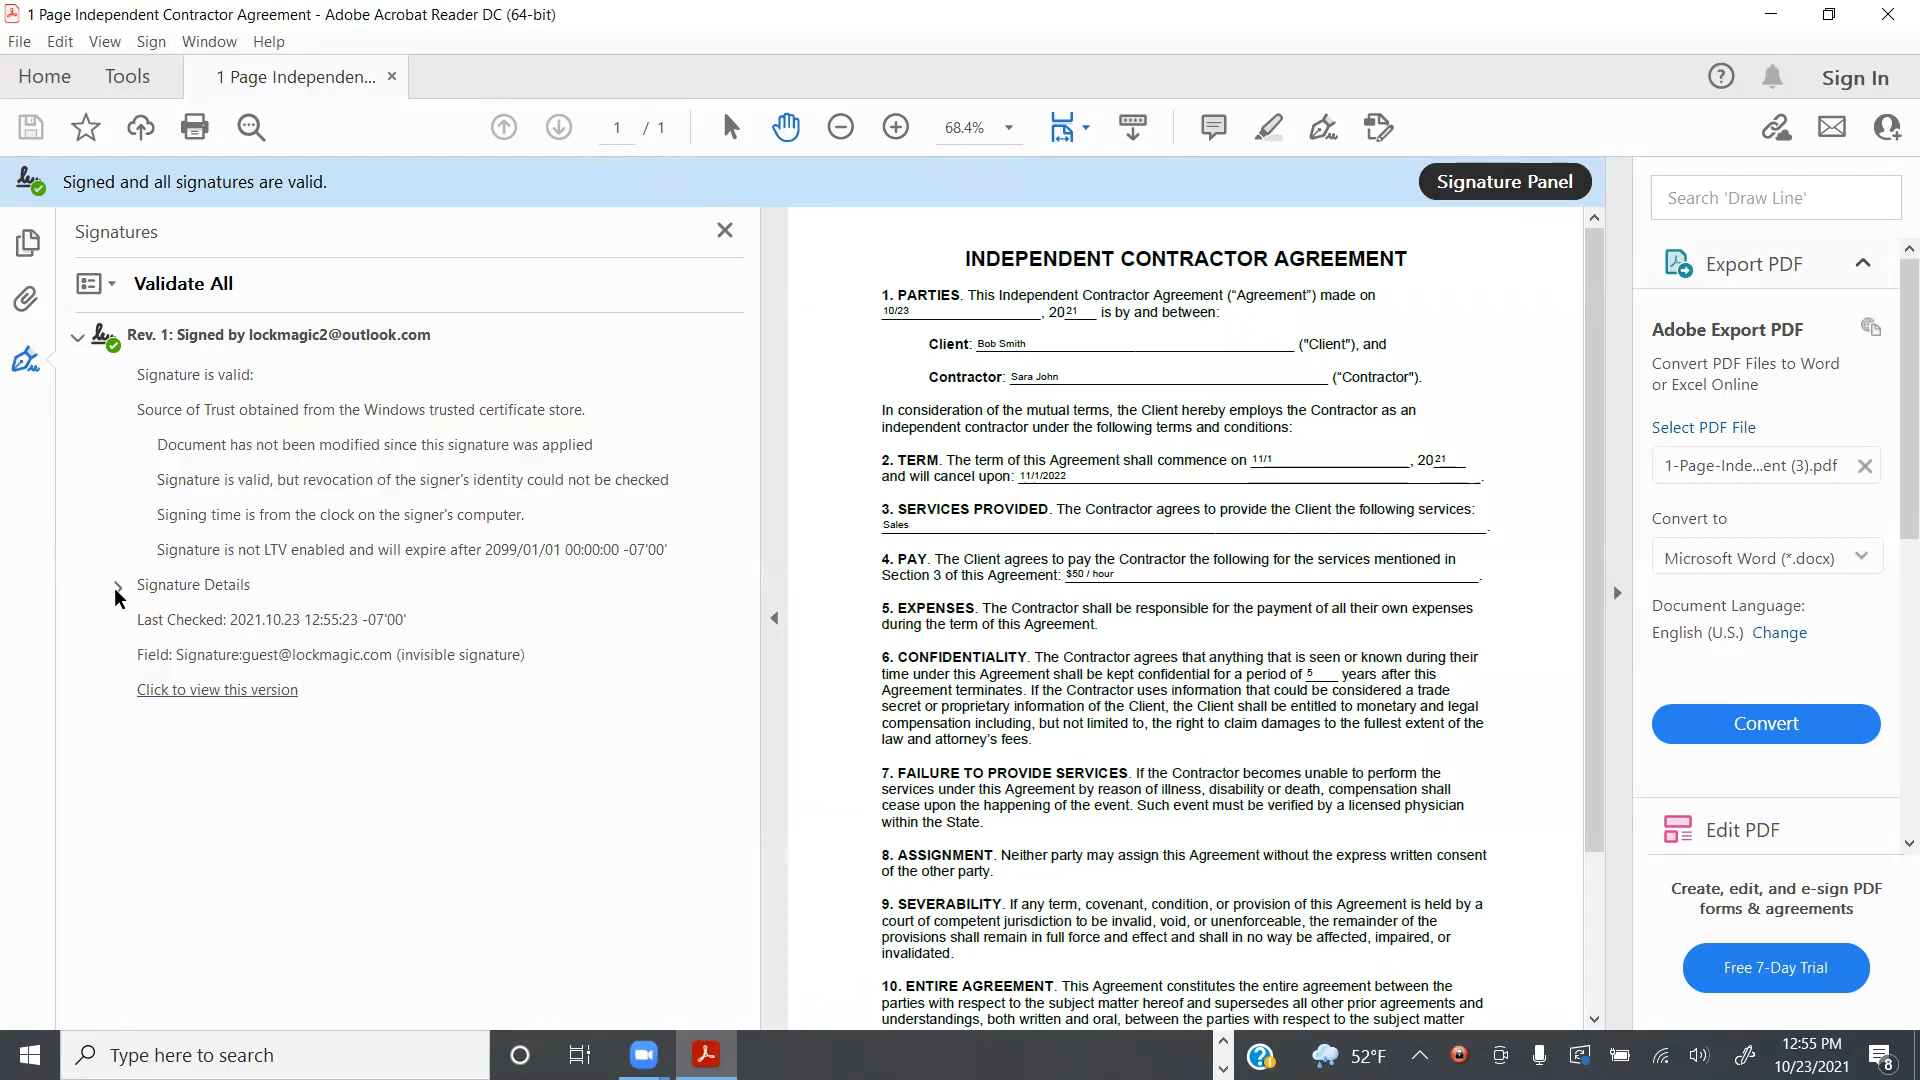 1 Page Independent Contractor Agreement - Adobe Acrobat Reader DC (64-bit)
File Edit View Sign Window Help
Home Tools 1 Page Independen... ×
Sign In
1 / 1 68.4%
Signed and all signatures are valid.
Signature Panel
Signatures
Validate All
Rev. 1: Signed by lockmagic2@outlook.com
Signature is valid:
Source of Trust obtained from the Windows trusted certificate store.
Document has not been modified since this signature was applied
Signature is valid, but revocation of the signer's identity could not be checked
Signing time is from the clock on the signer's computer.
Signature is not LTV enabled and will expire after 2099/01/01 00:00:00 -07'00'
Signature Details
Last Checked: 2021.10.23 12:55:23 -07'00'
Field: Signature:guest@lockmagic.com (invisible signature)
Click to view this version
INDEPENDENT CONTRACTOR AGREEMENT
1. PARTIES. This Independent Contractor Agreement (“Agreement”) made on
10/23, 2021 is by and between:
Client: Bob Smith ("Client"), and
Contractor: Sara John (“Contractor").
In consideration of the mutual terms, the Client hereby employs the Contractor as an
independent contractor under the following terms and conditions:
2. TERM. The term of this Agreement shall commence on 11/1, 2021
and will cancel upon: 11/1/2022.
3. SERVICES PROVIDED. The Contractor agrees to provide the Client the following services:
Sales.
4. PAY. The Client agrees to pay the Contractor the following for the services mentioned in
Section 3 of this Agreement: $50 / hour.
5. EXPENSES. The Contractor shall be responsible for the payment of all their own expenses
during the term of this Agreement.
6. CONFIDENTIALITY. The Contractor agrees that anything that is seen or known during their
time under this Agreement shall be kept confidential for a period of 5 years after this
Agreement terminates. If the Contractor uses information that could be considered a trade
secret or proprietary information of the Client, the Client shall be entitled to monetary and legal
compensation including, but not limited to, the right to claim damages to the fullest extent of the
law and attorney's fees.
7. FAILURE TO PROVIDE SERVICES. If the Contractor becomes unable to perform the
services under this Agreement by reason of illness, disability or death, compensation shall
cease upon the happening of the event. Such event must be verified by a licensed physician
within the State.
8. ASSIGNMENT. Neither party may assign this Agreement without the express written consent
of the other party.
9. SEVERABILITY. If any term, covenant, condition, or provision of this Agreement is held by a
court of competent jurisdiction to be invalid, void, or unenforceable, the remainder of the
provisions shall remain in full force and effect and shall in no way be affected, impaired, or
invalidated.
10. ENTIRE AGREEMENT. This Agreement constitutes the entire agreement between the
parties with respect to the subject matter hereof and supersedes all other prior agreements and
understandings, both written and oral, between the parties with respect to the subject matter
Search 'Draw Line'
Export PDF
Adobe Export PDF
Convert PDF Files to Word
or Excel Online
Select PDF File
1-Page-Inde...ent (3).pdf
Convert to
Microsoft Word (*.docx)
Document Language:
English (U.S.) Change
Convert
Edit PDF
Create, edit, and e-sign PDF
forms & agreements
Free 7-Day Trial
Type here to search
52°F
12:55 PM
10/23/2021
8